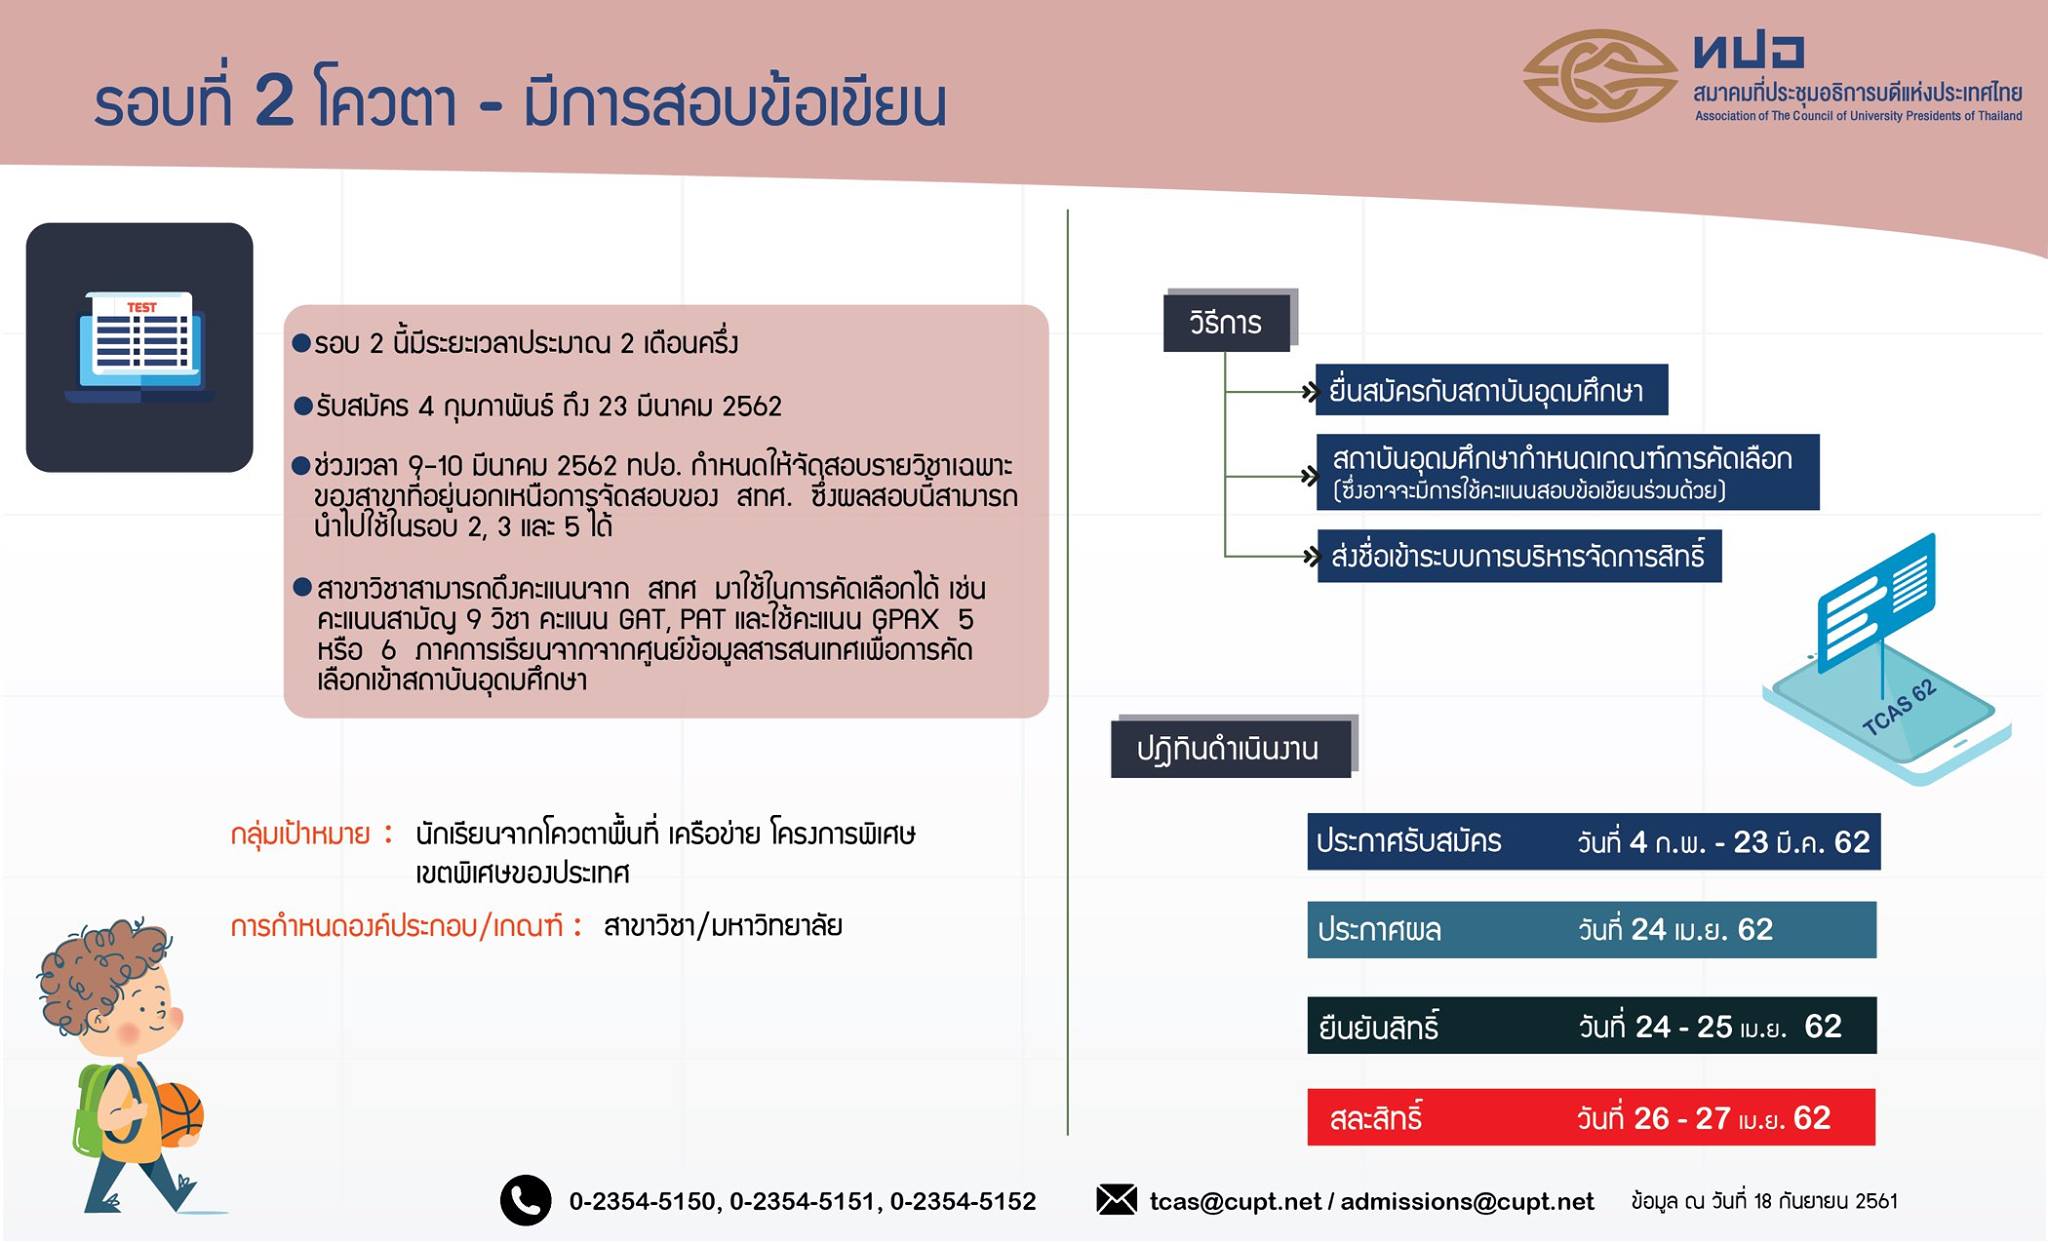 รอบที่ 2 โควตา - มีการสอบข้อเขียน
ทปอ
สมาคมที่ประชุมอธิการบดีแห่งประเทศไทย
Association of The Council of University Presidents of Thailand
TEST
รอบ 2 นี้มีระยะเวลาประมาณ 2 เดือนครึ่ง
รับสมัคร 4 กุมภาพันธ์ ถึง 23 มีนาคม 2562
ช่วงเวลา 9-10 มีนาคม 2562 ทปอ. กำหนดให้จัดสอบรายวิชาเฉพาะ
ของสาขาที่อยู่นอกเหนือการจัดสอบของ สทศ. ซึ่งผลสอบนี้สามารถ
นำไปใช้ในรอบ 2, 3 และ 5 ได้
สาขาวิชาสามารถดึงคะแนนจาก สทศ มาใช้ในการคัดเลือกได้ เช่น
คะแนนสามัญ 9 วิชา คะแนน GAT, PAT และใช้คะแนน GPAX 5
หรือ 6 ภาคการเรียนจากจากศูนย์ข้อมูลสารสนเทศเพื่อการคัด
เลือกเข้าสถาบันอุดมศึกษา
กลุ่มเป้าหมาย : นักเรียนจากโควตาพื้นที่ เครือข่าย โครงการพิเศษ
เขตพิเศษของประเทศ
การกำหนดองค์ประกอบ/เกณฑ์ : สาขาวิชา/มหาวิทยาลัย
วิธีการ
ยื่นสมัครกับสถาบันอุดมศึกษา
สถาบันอุดมศึกษากำหนดเกณฑ์การคัดเลือก
(ซึ่งอาจจะมีการใช้คะแนนสอบข้อเขียนร่วมด้วย)
ส่งชื่อเข้าระบบการบริหารจัดการสิทธิ์
TCAS 62
ปฏิทินดำเนินงาน
ประกาศรับสมัคร วันที่ 4 ก.พ. - 23 มี.ค. 62
ประกาศผล วันที่ 24 เม.ย. 62
ยืนยันสิทธิ์ วันที่ 24 - 25 เม.ย. 62
สละสิทธิ์ วันที่ 26 - 27 เม.ย. 62
0-2354-5150, 0-2354-5151, 0-2354-5152
tcas@cupt.net / admissions@cupt.net
ข้อมูล ณ วันที่ 18 กันยายน 2561